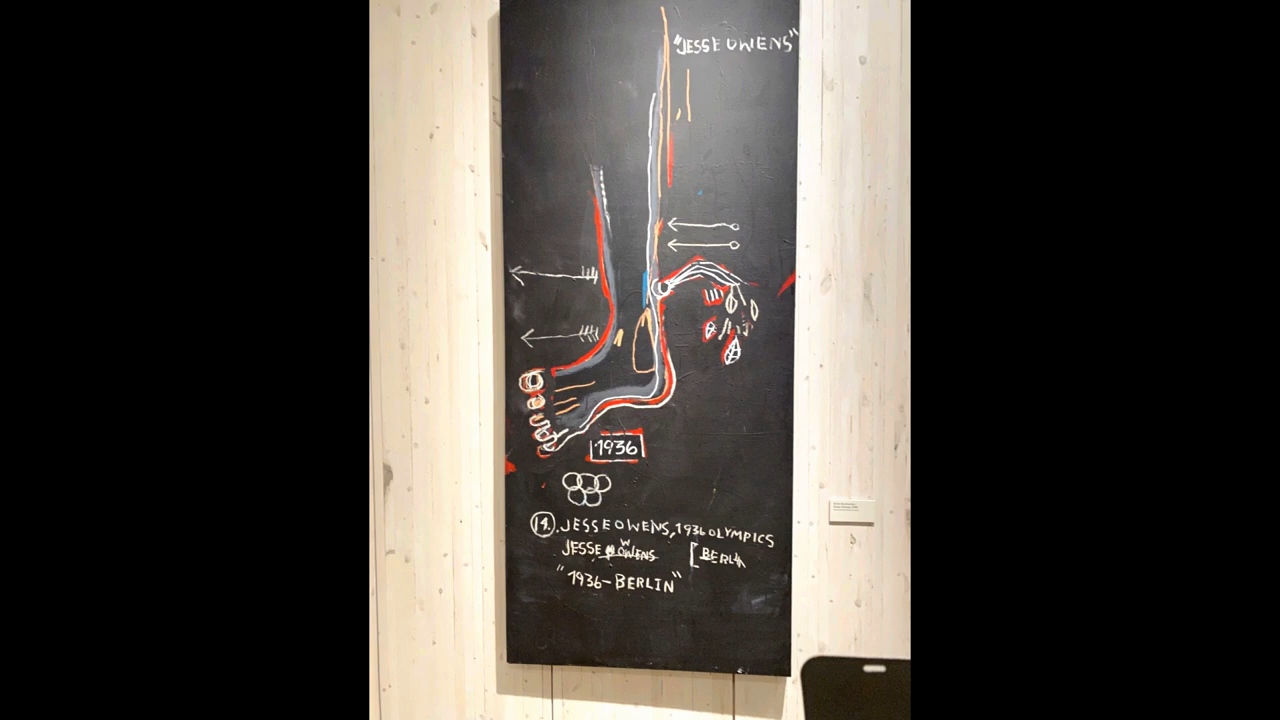 "JESSE OWENS"
1936
14. JESSE OWENS, 1936 OLYMPICS
JESSE OWENS [BERLIN
"1936-BERLIN"